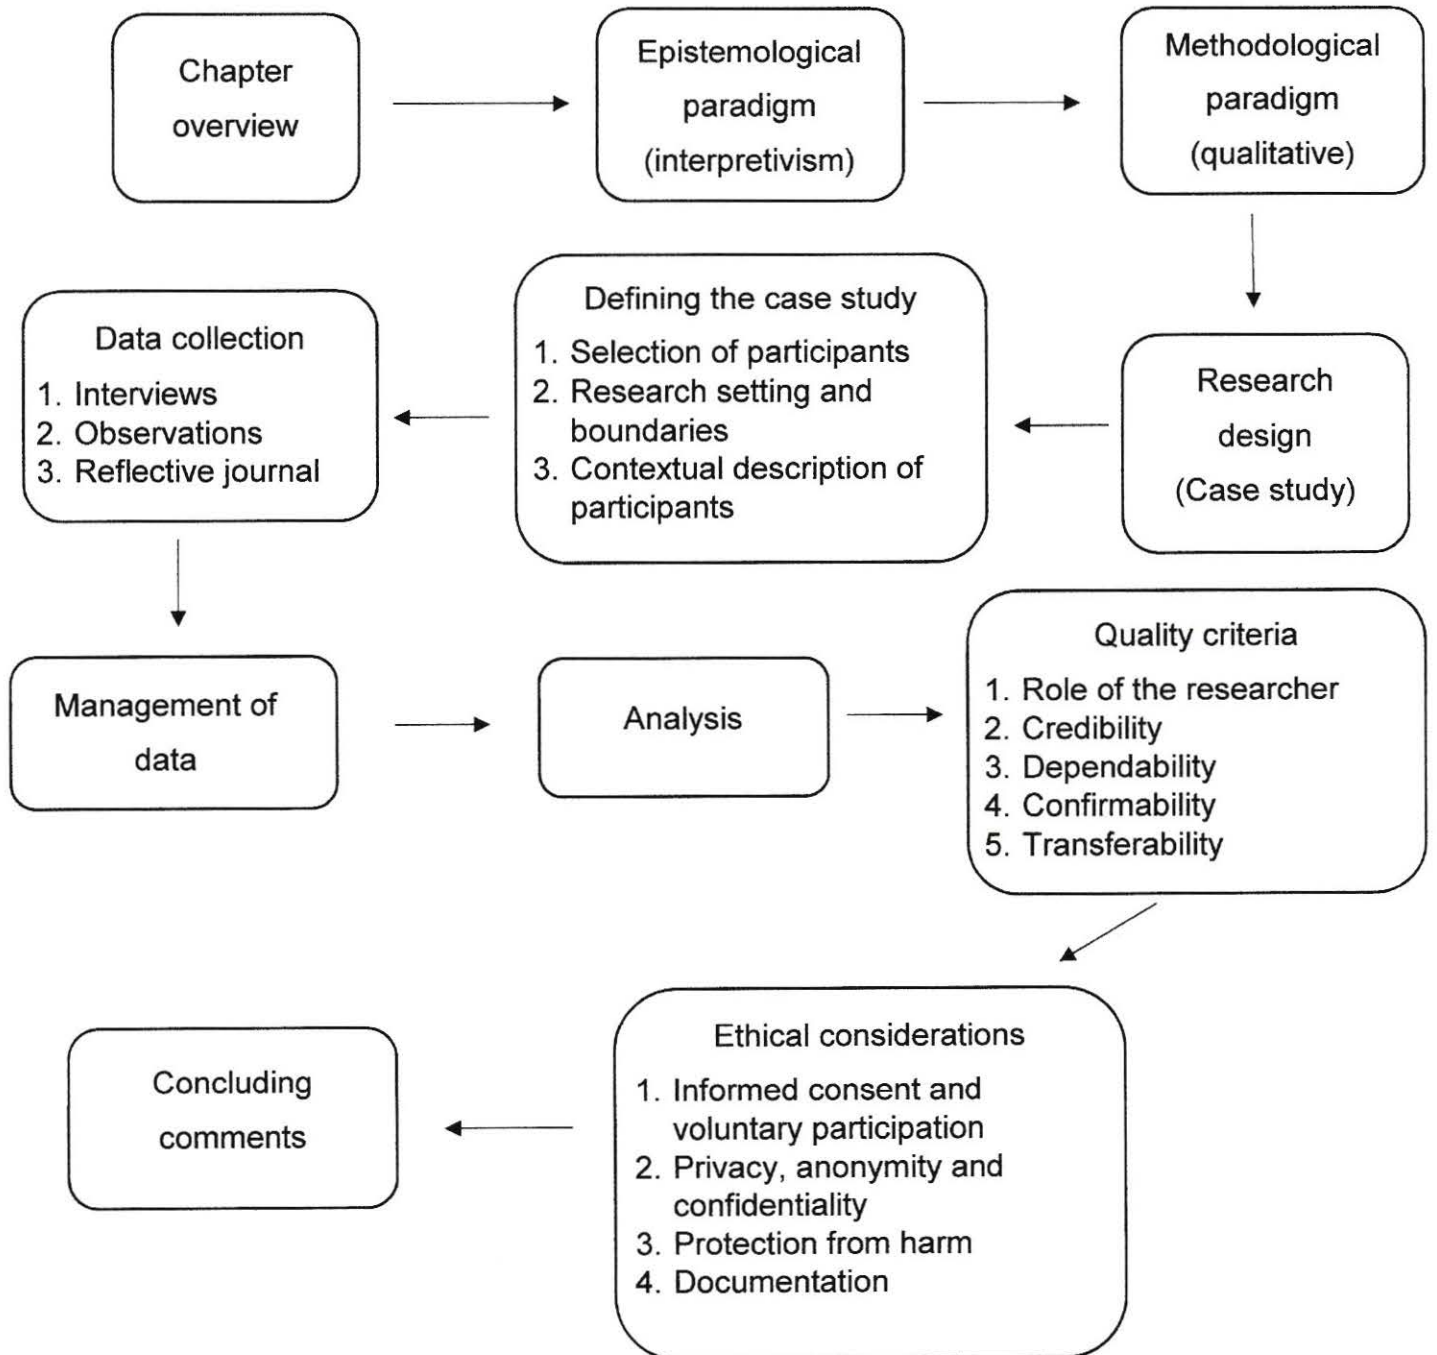 Chapter
overview
Epistemological
paradigm
(interpretivism)
Methodological
paradigm
(qualitative)
Research
design
(Case study)
Defining the case study
1. Selection of participants
2. Research setting and
boundaries
3. Contextual description of
participants
Data collection
1. Interviews
2. Observations
3. Reflective journal
Management of
data
Analysis
Quality criteria
1. Role of the researcher
2. Credibility
3. Dependability
4. Confirmability
5. Transferability
Ethical considerations
1. Informed consent and
voluntary participation
2. Privacy, anonymity and
confidentiality
3. Protection from harm
4. Documentation
Concluding
comments